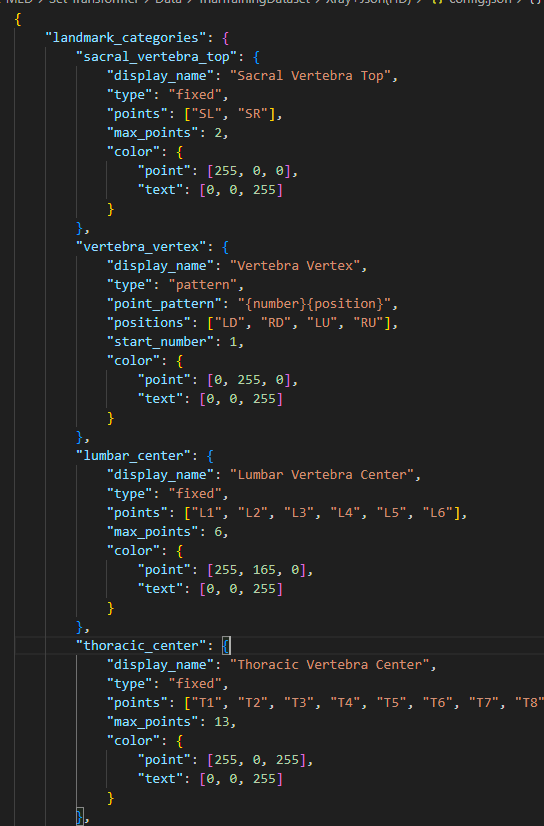 MED > Set Transformer > Data > > Xray+Json(HD) > {} config.json >
{
"landmark_categories": {
"sacral_vertebra_top": {
"display_name": "Sacral Vertebra Top",
"type": "fixed",
"points": ["SL", "SR"],
"max_points": 2,
"color": {
"point": [255, 0, 0],
"text": [0, 0, 255]
}
},
"vertebra_vertex": {
"display_name": "Vertebra Vertex",
"type": "pattern",
"point_pattern": "{number}{position}",
"positions": ["LD", "RD", "LU", "RU"],
"start_number": 1,
"color": {
"point": [0, 255, 0],
"text": [0, 0, 255]
}
},
"lumbar_center": {
"display_name": "Lumbar Vertebra Center",
"type": "fixed",
"points": ["L1", "L2", "L3", "L4", "L5", "L6"],
"max_points": 6,
"color": {
"point": [255, 165, 0],
"text": [0, 0, 255]
}
},
"thoracic_center": {
"display_name": "Thoracic Vertebra Center",
"type": "fixed",
"points": ["T1", "T2", "T3", "T4", "T5", "T6", "T7", "T8"
"max_points": 13,
"color": {
"point": [255, 0, 255],
"text": [0, 0, 255]
}
},